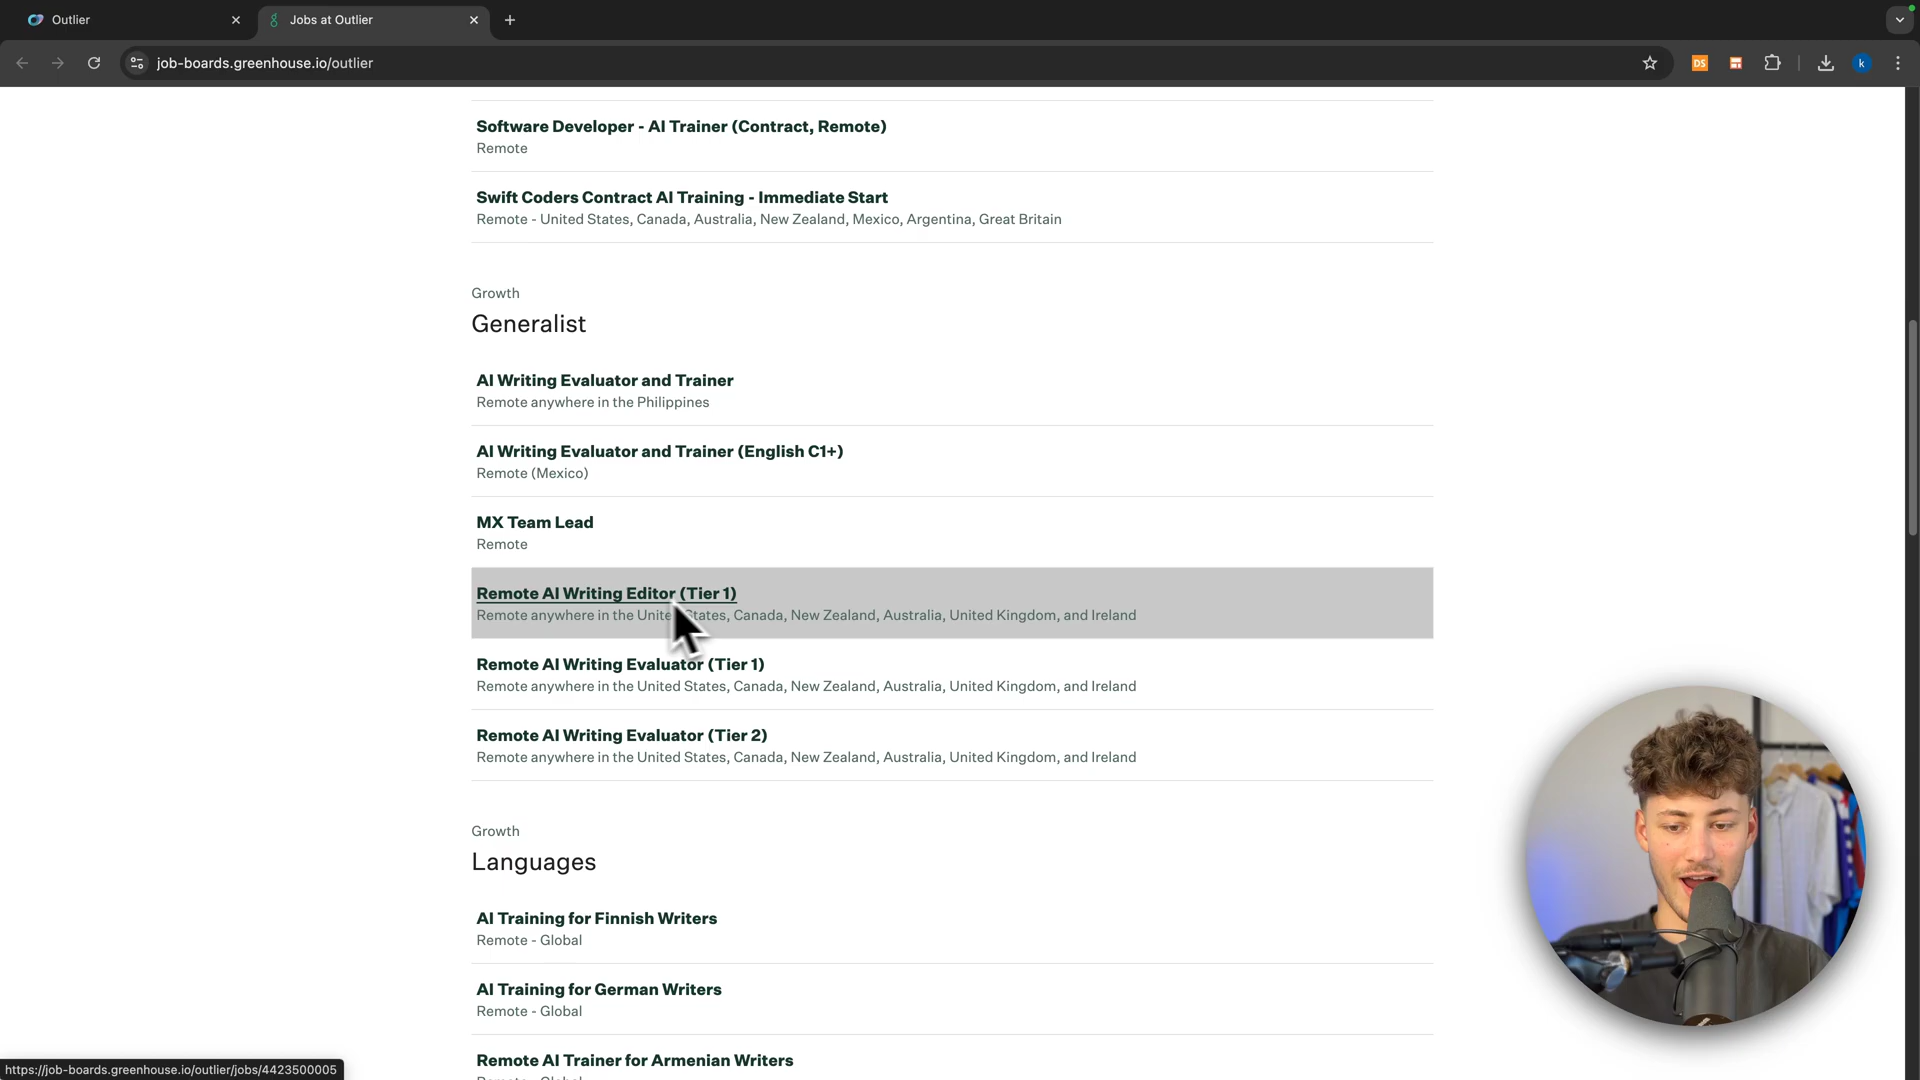 Outlier
Jobs at Outlier
job-boards.greenhouse.io/outlier
DS
k
Software Developer - AI Trainer (Contract, Remote)
Remote
Swift Coders Contract AI Training - Immediate Start
Remote - United States, Canada, Australia, New Zealand, Mexico, Argentina, Great Britain
Growth
Generalist
AI Writing Evaluator and Trainer
Remote anywhere in the Philippines
AI Writing Evaluator and Trainer (English C1+)
Remote (Mexico)
MX Team Lead
Remote
Remote AI Writing Editor (Tier 1)
Remote anywhere in the United States, Canada, New Zealand, Australia, United Kingdom, and Ireland
Remote AI Writing Evaluator (Tier 1)
Remote anywhere in the United States, Canada, New Zealand, Australia, United Kingdom, and Ireland
Remote AI Writing Evaluator (Tier 2)
Remote anywhere in the United States, Canada, New Zealand, Australia, United Kingdom, and Ireland
Growth
Languages
AI Training for Finnish Writers
Remote - Global
AI Training for German Writers
Remote - Global
Remote AI Trainer for Armenian Writers
Remote - Global
https://job-boards.greenhouse.io/outlier/jobs/4423500005